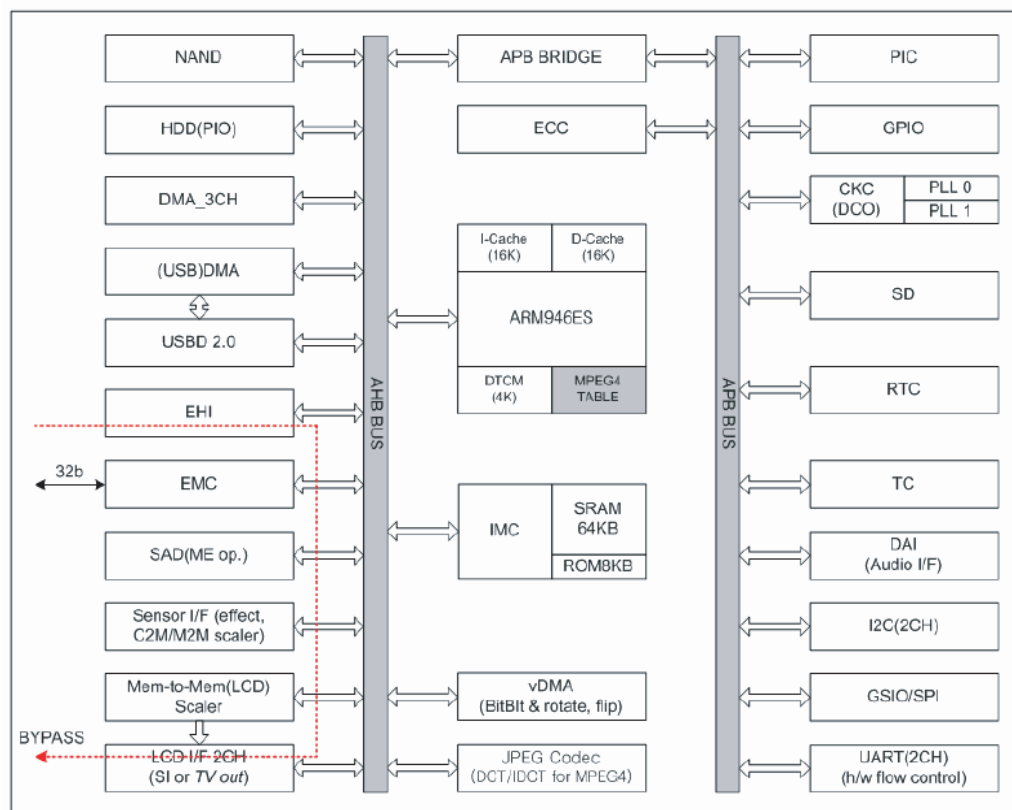 NAND
HDD(PIO)
DMA_3CH
(USB)DMA
USBD 2.0
EHI
32b
EMC
SAD(ME op.)
Sensor I/F (effect,
C2M/M2M scaler)
Mem-to-Mem(LCD)
Scaler
BYPASS
LCD I/F 2CH
(SI or TV out)
AHB BUS
APB BRIDGE
ECC
I-Cache
(16K)
D-Cache
(16K)
ARM946ES
DTCM
(4K)
MPEG4
TABLE
IMC
SRAM
64KB
ROM8KB
vDMA
(BitBlt & rotate, flip)
JPEG Codec
(DCT/IDCT for MPEG4)
APB BUS
PIC
GPIO
CKC
(DCO)
PLL 0
PLL 1
SD
RTC
TC
DAI
(Audio I/F)
I2C(2CH)
GSIO/SPI
UART(2CH)
(h/w flow control)